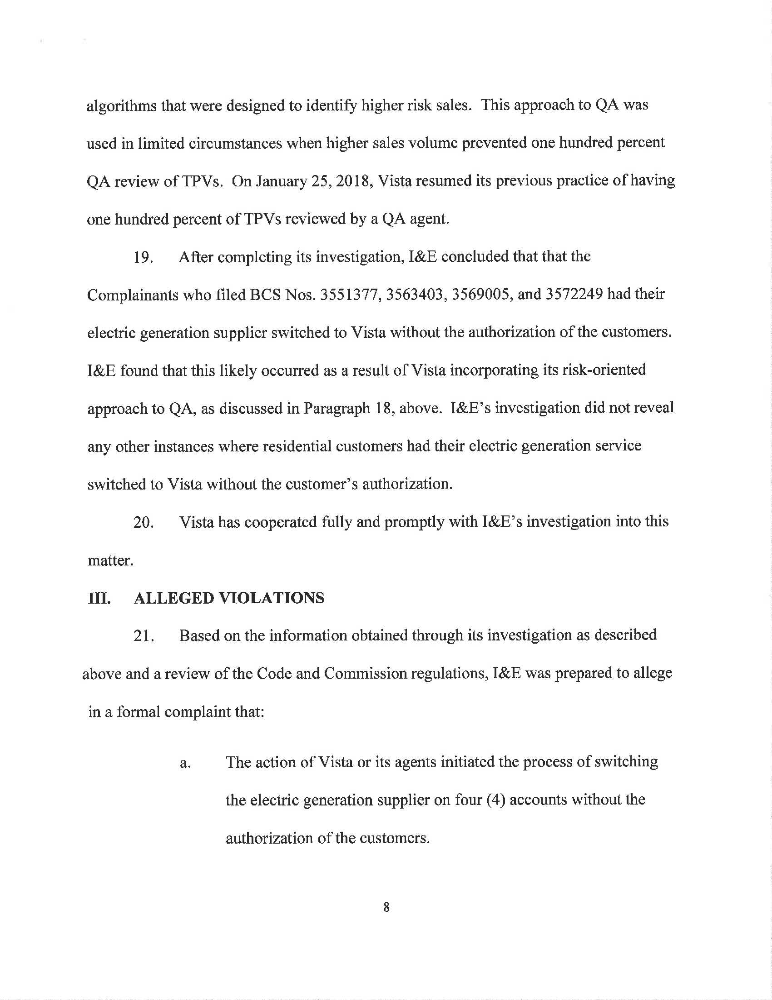 algorithms that were designed to identify higher risk sales. This approach to QA was
used in limited circumstances when higher sales volume prevented one hundred percent
QA review of TPVs. On January 25, 2018, Vista resumed its previous practice of having
one hundred percent of TPVs reviewed by a QA agent.
19. After completing its investigation, I&E concluded that that the
Complainants who filed BCS Nos. 3551377, 3563403, 3569005, and 3572249 had their
electric generation supplier switched to Vista without the authorization of the customers.
I&E found that this likely occurred as a result of Vista incorporating its risk-oriented
approach to QA, as discussed in Paragraph 18, above. I&E's investigation did not reveal
any other instances where residential customers had their electric generation service
switched to Vista without the customer's authorization.
20. Vista has cooperated fully and promptly with I&E's investigation into this
matter.
III. ALLEGED VIOLATIONS
21. Based on the information obtained through its investigation as described
above and a review of the Code and Commission regulations, I&E was prepared to allege
in a formal complaint that:
a. The action of Vista or its agents initiated the process of switching
the electric generation supplier on four (4) accounts without the
authorization of the customers.
8